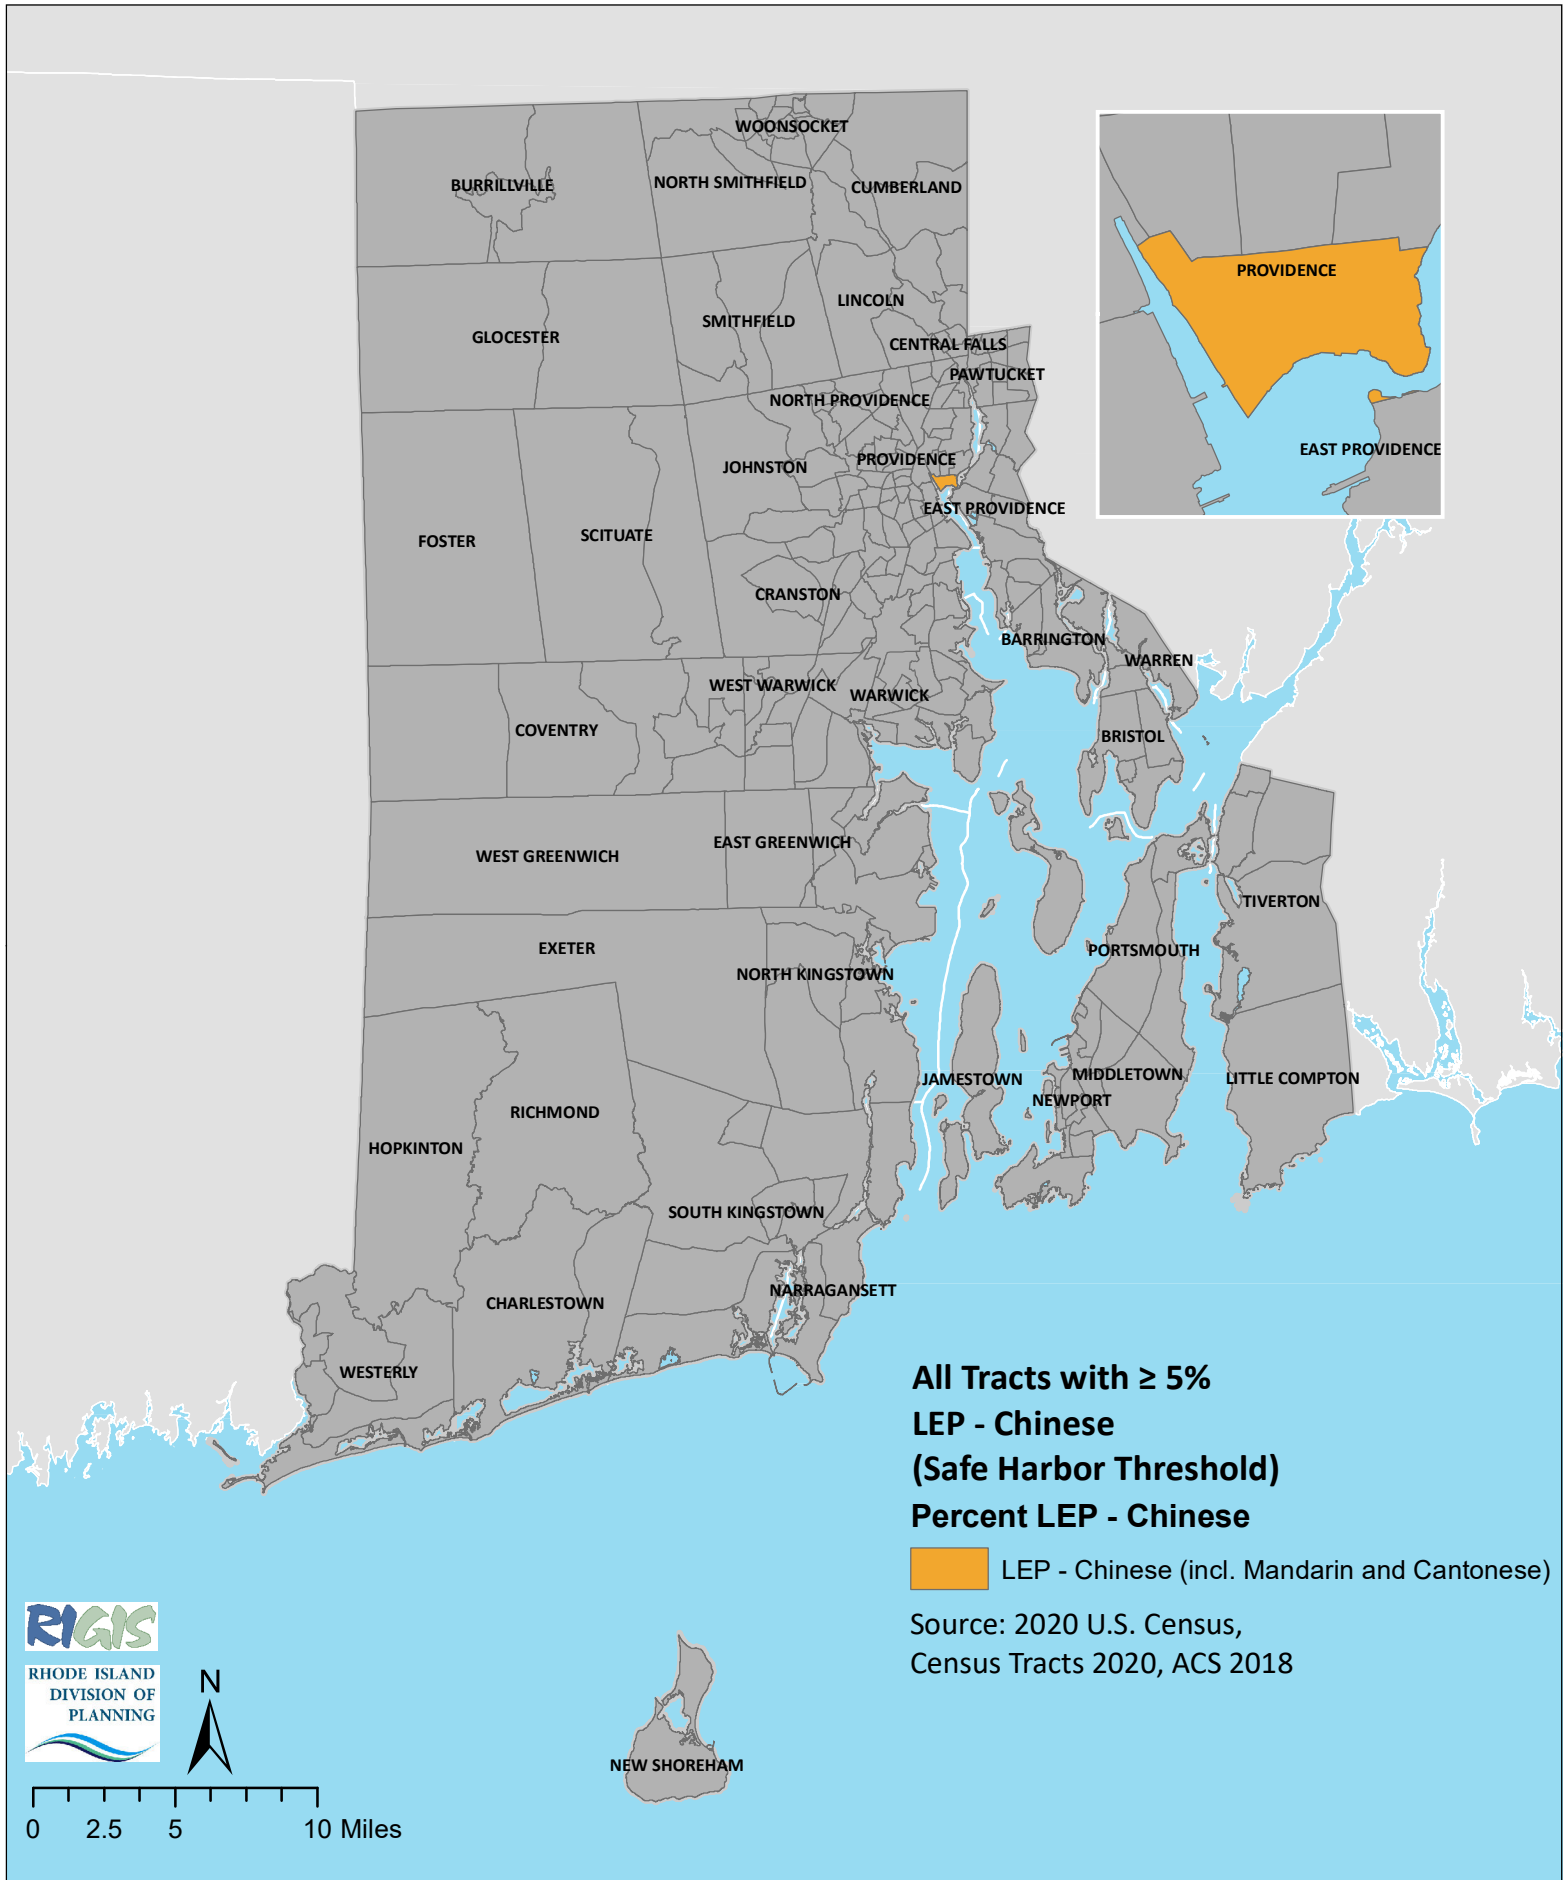 WOONSOCKET
BURRILLVILLE
NORTH SMITHFIELD
CUMBERLAND
PROVIDENCE
LINCOLN
SMITHFIELD
GLOCESTER
CENTRAL FALLS
PAWTUCKET
NORTH PROVIDENCE
EAST PROVIDENCE
PROVIDENCE
JOHNSTON
EAST PROVIDENCE
FOSTER
SCITUATE
CRANSTON
BARRINGTON
WARREN
WEST WARWICK
WARWICK
COVENTRY
BRISTOL
WEST GREENWICH
EAST GREENWICH
TIVERTON
EXETER
PORTSMOUTH
NORTH KINGSTOWN
JAMESTOWN
MIDDLETOWN
LITTLE COMPTON
NEWPORT
RICHMOND
HOPKINTON
SOUTH KINGSTOWN
NARRAGANSETT
CHARLESTOWN
WESTERLY
All Tracts with ≥ 5%
LEP - Chinese
(Safe Harbor Threshold)
Percent LEP - Chinese
LEP - Chinese (incl. Mandarin and Cantonese)
Source: 2020 U.S. Census,
Census Tracts 2020, ACS 2018
RIGIS
RHODE ISLAND
DIVISION OF
PLANNING
N
NEW SHOREHAM
0 2.5 5 10 Miles